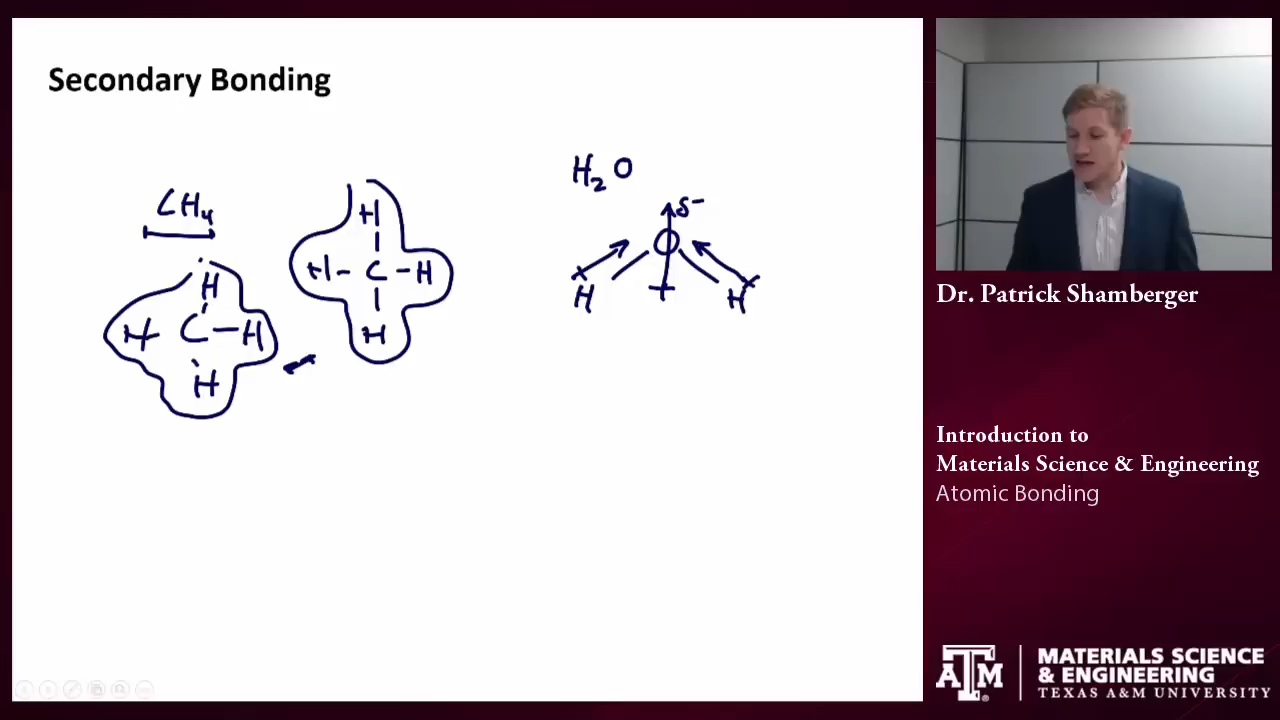 Secondary Bonding
CH₄
H
H C – H
H
H
H – C – H
H
H₂O
δ−
O
H H
Dr. Patrick Shamberger
Introduction to
Materials Science & Engineering
Atomic Bonding
ATM
®
MATERIALS SCIENCE
& ENGINEERING
TEXAS A&M UNIVERSITY